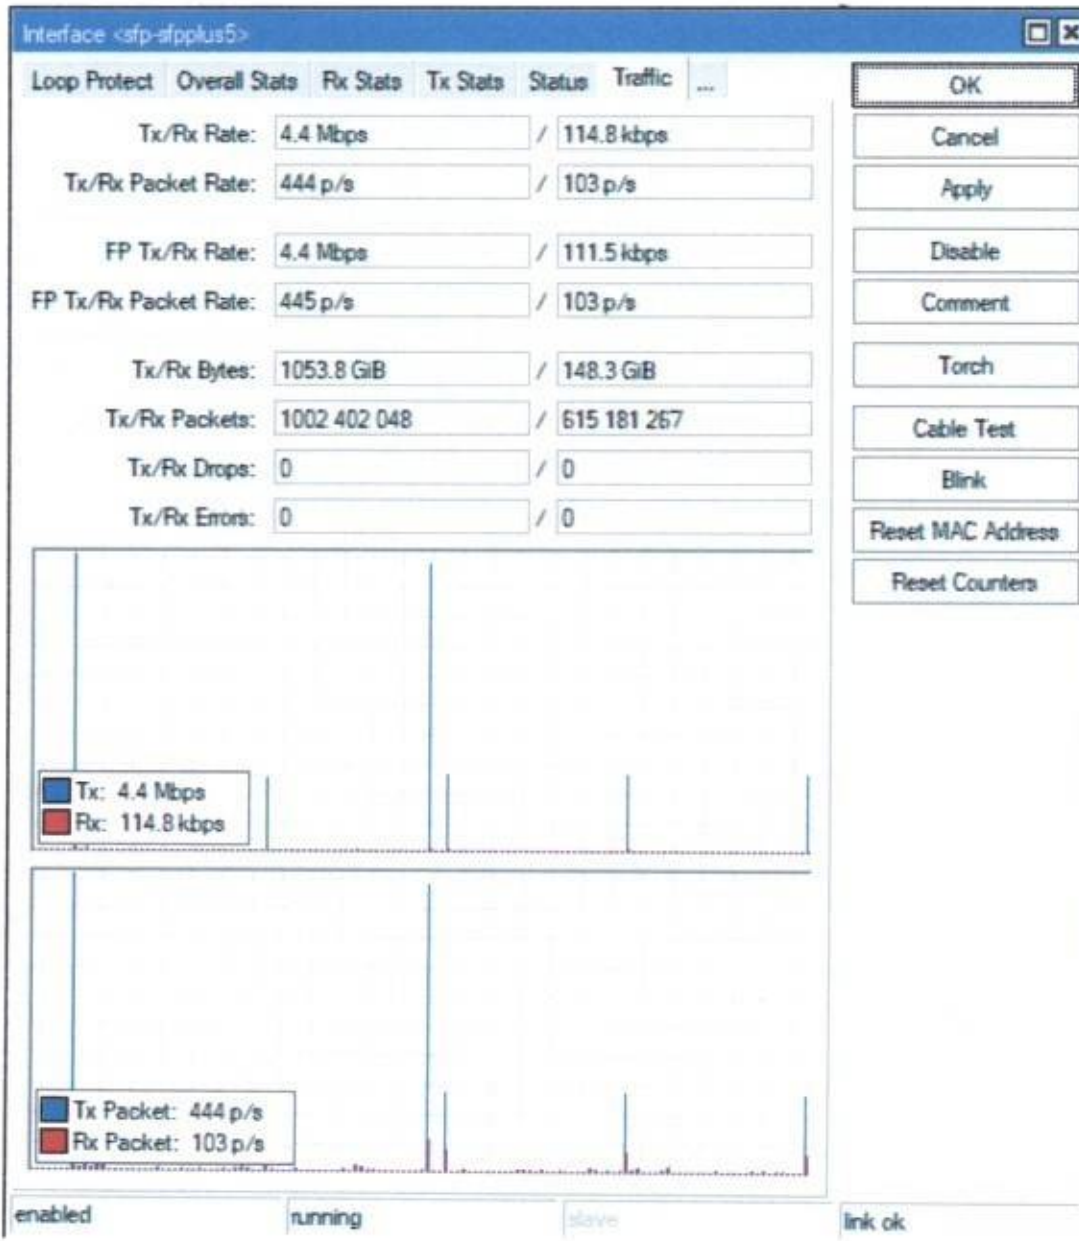 Interface <sfp-sfpplus5>
Loop Protect Overall Stats Rx Stats Tx Stats Status Traffic ...
Tx/Rx Rate: 4.4 Mbps / 114.8 kbps
Tx/Rx Packet Rate: 444 p/s / 103 p/s
FP Tx/Rx Rate: 4.4 Mbps / 111.5 kbps
FP Tx/Rx Packet Rate: 445 p/s / 103 p/s
Tx/Rx Bytes: 1053.8 GiB / 148.3 GiB
Tx/Rx Packets: 1002 402 048 / 615 181 267
Tx/Rx Drops: 0 / 0
Tx/Rx Errors: 0 / 0
Tx: 4.4 Mbps
Rx: 114.8 kbps
Tx Packet: 444 p/s
Rx Packet: 103 p/s
OK
Cancel
Apply
Disable
Comment
Torch
Cable Test
Blink
Reset MAC Address
Reset Counters
enabled running slave link ok